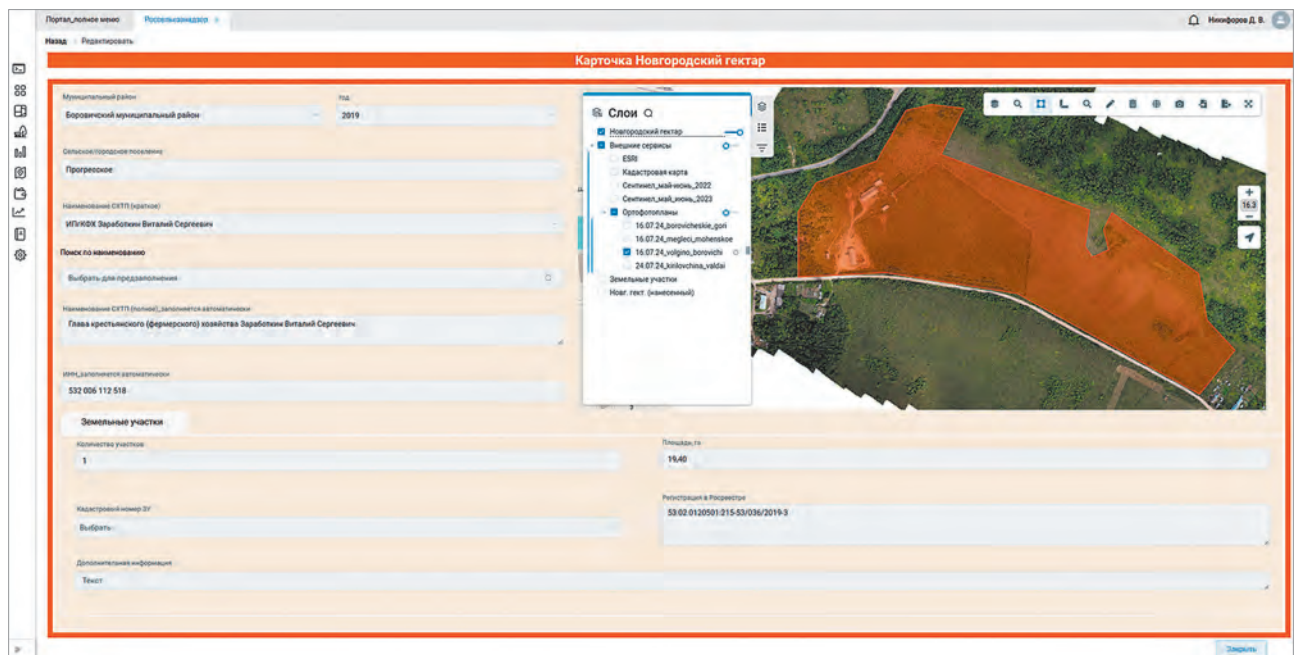 Портал_полное меню
Россельхознадзор ×
Никифоров Д. В.
Назад
Редактировать
Карточка Новгородский гектар
Муниципальный район
год
Боровичский муниципальный район
2019
Сельское/городское поселение
Прогресское
Наименование СХТП (краткое)
ИП/КФХ Заработкин Виталий Сергеевич
Поиск по наименованию
Выбрать для предзаполнения
Наименование СХТП (полное)_заполняется автоматически
Глава крестьянского (фермерского) хозяйства Заработкин Виталий Сергеевич
ИНН_заполняется автоматически
532 006 112 518
Слои
Новгородский гектар
Внешние сервисы
ESRI
Кадастровая карта
Сентинел_май-июнь_2022
Сентинел_май_июнь_2023
Ортофотопланы
16.07.24_borovicheskie_gori
16.07.24_megleci_mohenskoe
16.07.24_volgino_borovichi
24.07.24_kirilovchina_valdai
Земельные участки
Новг. гект. (нанесенный)
+
16.3
−
Земельные участки
Количество участков
1
Площадь, га
19,40
Кадастровый номер ЗУ
Выбрать
Регистрация в Росреестре
53:02:0120501:215-53/036/2019-3
Дополнительная информация
Текст
Закрыть